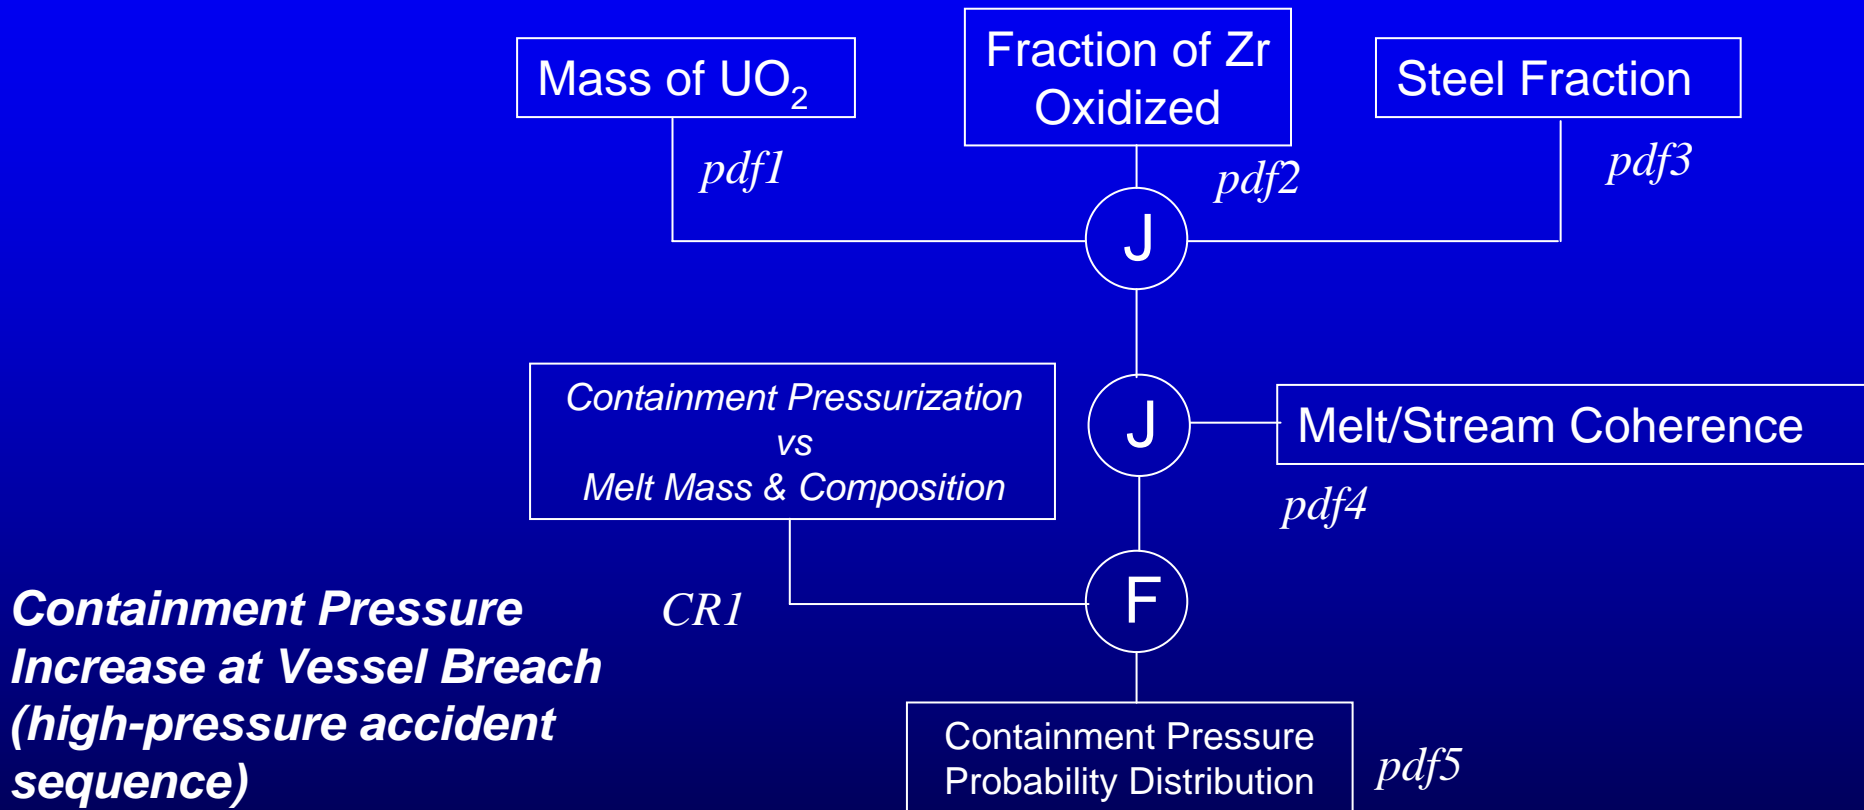 Mass of UO₂
Fraction of Zr
Oxidized
Steel Fraction
pdf1
pdf2
pdf3
J
Containment Pressurization
vs
Melt Mass & Composition
J
Melt/Stream Coherence
pdf4
CR1
F
Containment Pressure
Increase at Vessel Breach
(high-pressure accident
sequence)
Containment Pressure
Probability Distribution
pdf5